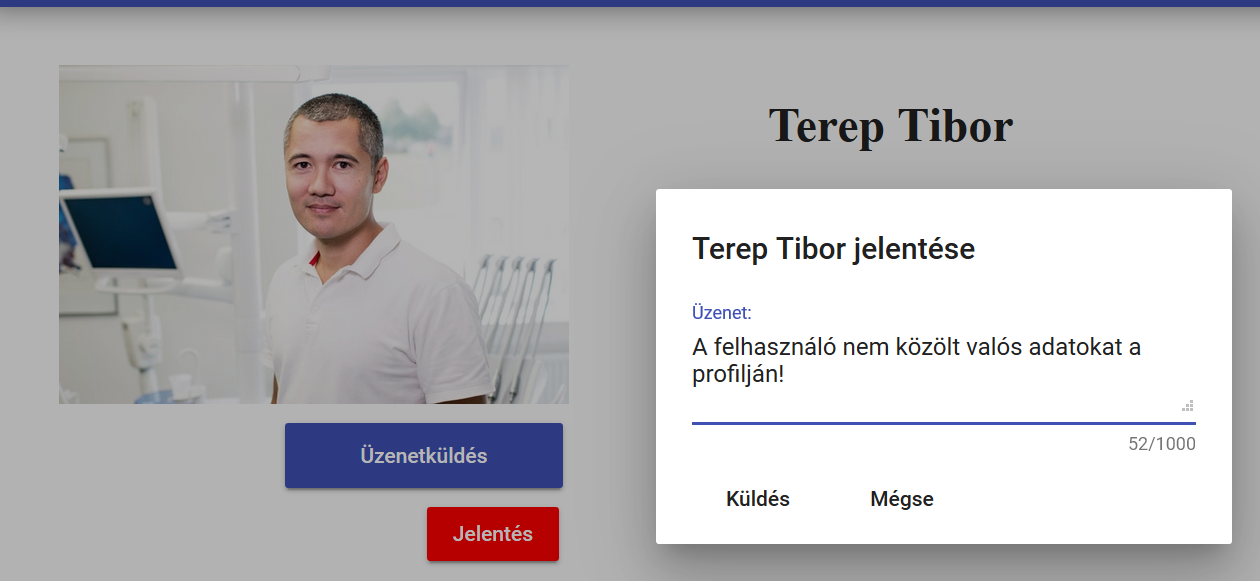 Terep Tibor
Terep Tibor jelentése
Üzenet:
A felhasználó nem közölt valós adatokat a
profilján!
52/1000
Küldés Mégse
Üzenetküldés
Jelentés